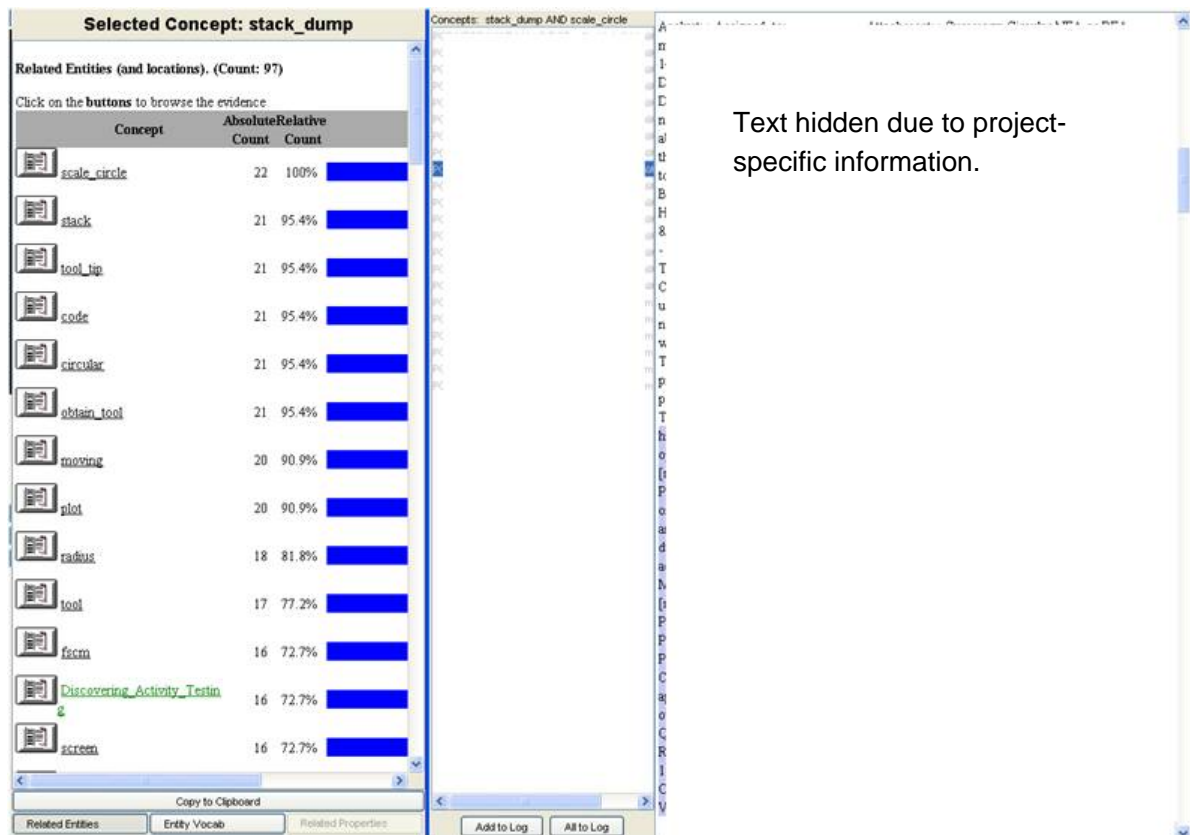 Selected Concept: stack_dump
Related Entities (and locations). (Count: 97)
Click on the buttons to browse the evidence
Concept Absolute Count Relative Count
scale_circle 22 100%
stack 21 95.4%
tool_tip 21 95.4%
code 21 95.4%
circular 21 95.4%
obtain_tool 21 95.4%
moving 20 90.9%
plot 20 90.9%
radius 18 81.8%
tool 17 77.2%
fscm 16 72.7%
Discovering_Activity_Testin
g 16 72.7%
screen 16 72.7%
Copy to Clipboard
Related Entities Entity Vocab Related Properties
Concepts: stack_dump AND scale_circle
Add to Log All to Log
Text hidden due to project-
specific information.